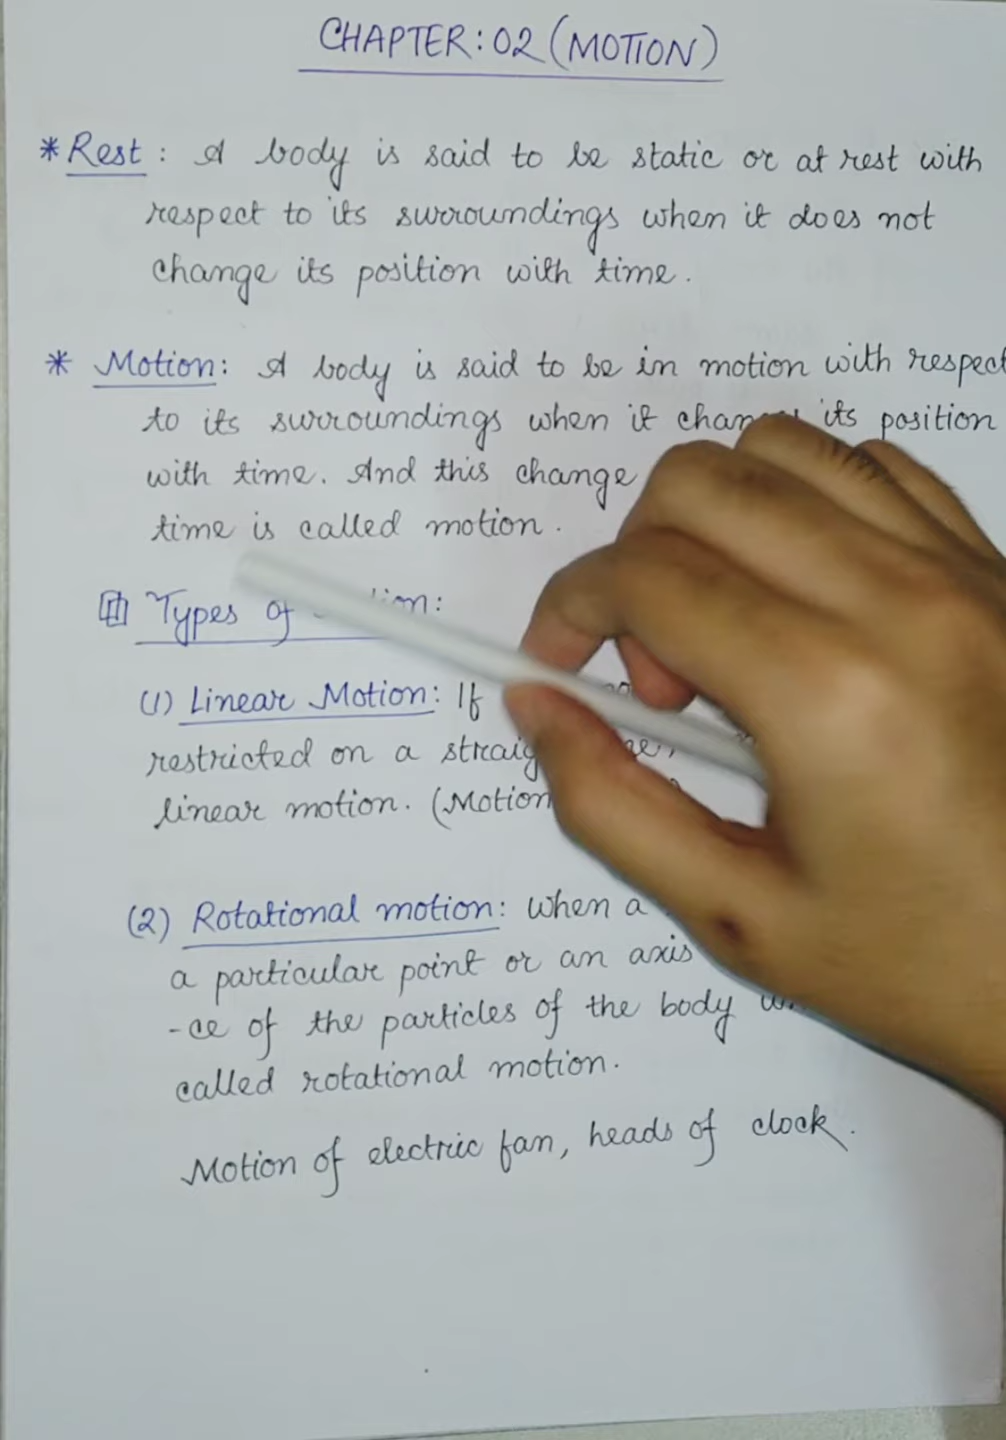 CHAPTER: 02 (MOTION)
* Rest : A body is said to be static or at rest with
respect to its surroundings when it does not
change its position with time.
* Motion: A body is said to be in motion with respect
to its surroundings when it its position
with time. And this change
time is called motion.
Types of
(1) Linear Motion: If
restricted on a
linear motion. (Motion
(2) Rotational motion: when a
a particular point or an axis
-ce of the particles of the body
called rotational motion.
Motion of electric fan, heads of clock.